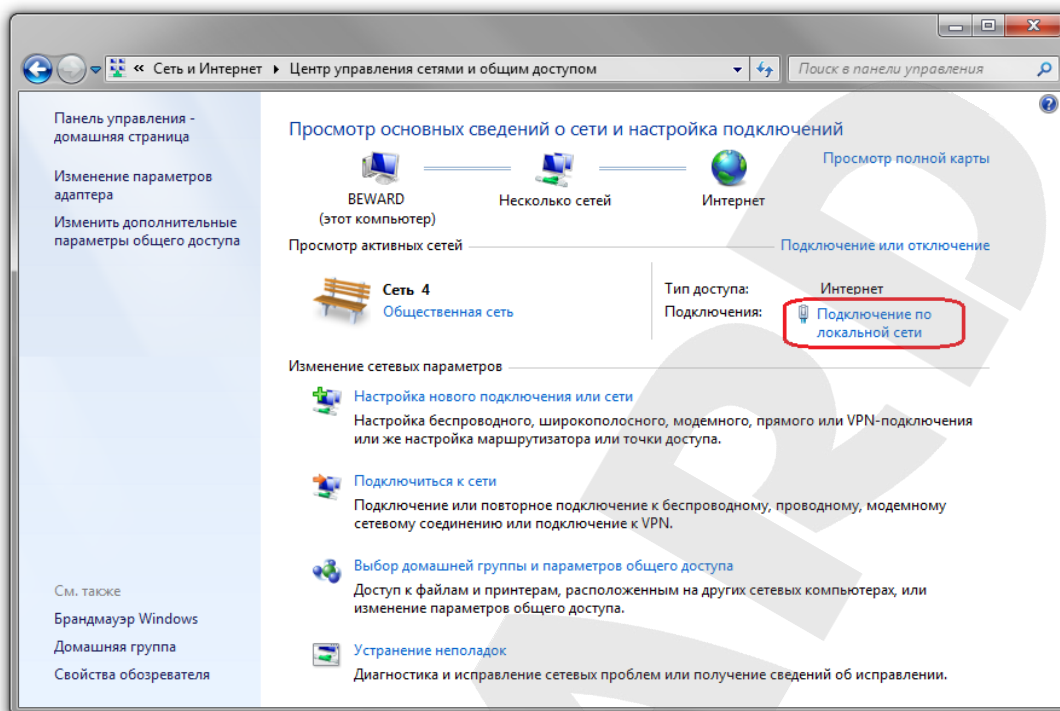 « Сеть и Интернет ▸ Центр управления сетями и общим доступом
Поиск в панели управления
Панель управления -
домашняя страница
Изменение параметров
адаптера
Изменить дополнительные
параметры общего доступа
Просмотр основных сведений о сети и настройка подключений
Просмотр полной карты
BEWARD
(этот компьютер)
Несколько сетей
Интернет
Просмотр активных сетей
Подключение или отключение
Сеть 4
Общественная сеть
Тип доступа: Интернет
Подключения: Подключение по
локальной сети
Изменение сетевых параметров
Настройка нового подключения или сети
Настройка беспроводного, широкополосного, модемного, прямого или VPN-подключения
или же настройка маршрутизатора или точки доступа.
Подключиться к сети
Подключение или повторное подключение к беспроводному, проводному, модемному
сетевому соединению или подключение к VPN.
Выбор домашней группы и параметров общего доступа
Доступ к файлам и принтерам, расположенным на других сетевых компьютерах, или
изменение параметров общего доступа.
Устранение неполадок
Диагностика и исправление сетевых проблем или получение сведений об исправлении.
См. также
Брандмауэр Windows
Домашняя группа
Свойства обозревателя
ARD